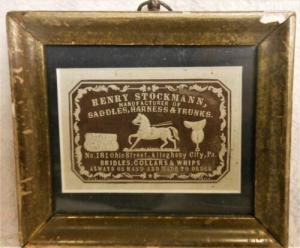 HENRY STOCKMANN,
MANUFACTURER OF
SADDLES, HARNESS & TRUNKS.
No. 181 Ohio Street, Allegheny City, Pa.
BRIDLES, COLLARS & WHIPS
ALWAYS ON HAND AND MADE TO ORDER